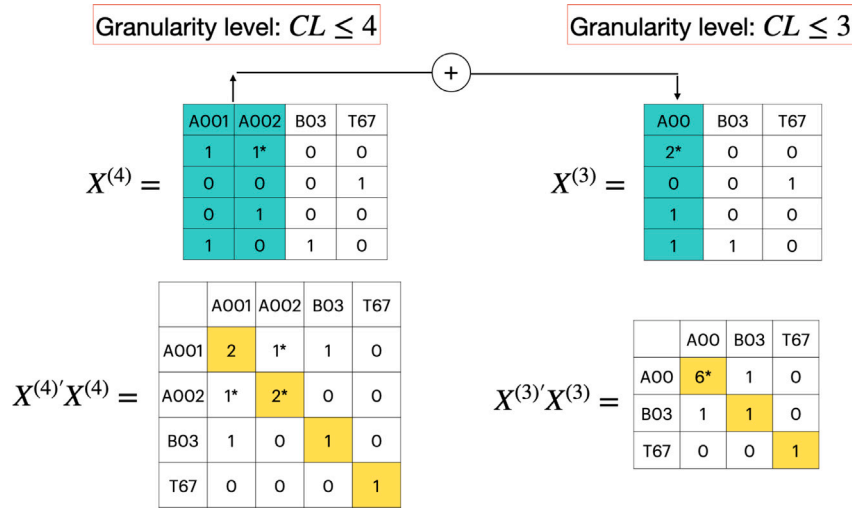 Granularity level: CL ≤ 4
Granularity level: CL ≤ 3
+
X⁽⁴⁾ =
A001 A002 B03 T67
1 1* 0 0
0 0 0 1
0 1 0 0
1 0 1 0
X⁽³⁾ =
A00 B03 T67
2* 0 0
0 0 1
1 0 0
1 1 0
X⁽⁴⁾′X⁽⁴⁾ =
A001 A002 B03 T67
A001 2 1* 1 0
A002 1* 2* 0 0
B03 1 0 1 0
T67 0 0 0 1
X⁽³⁾′X⁽³⁾ =
A00 B03 T67
A00 6* 1 0
B03 1 1 0
T67 0 0 1